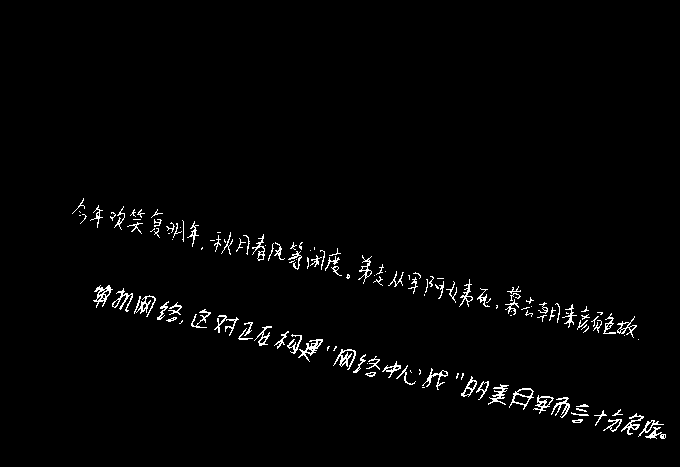 今年欢笑复明年，秋月春风等闲度。弟走从军阿姨死，暮去朝来颜色故
算机网络，这对正在构建“网络中心战”的美日军而言十分危险。